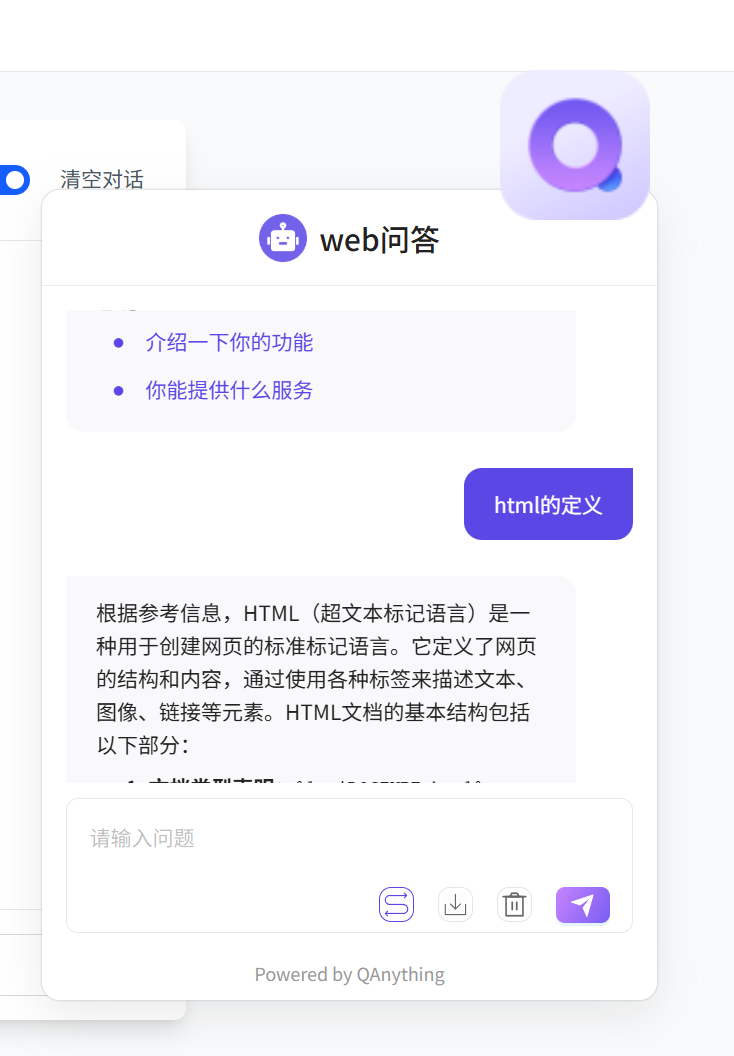 清空对话
web问答
介绍一下你的功能
你能提供什么服务
html的定义
根据参考信息，HTML（超文本标记语言）是一
种用于创建网页的标准标记语言。它定义了网页
的结构和内容，通过使用各种标签来描述文本、
图像、链接等元素。HTML文档的基本结构包括
以下部分：
请输入问题
Powered by QAnything